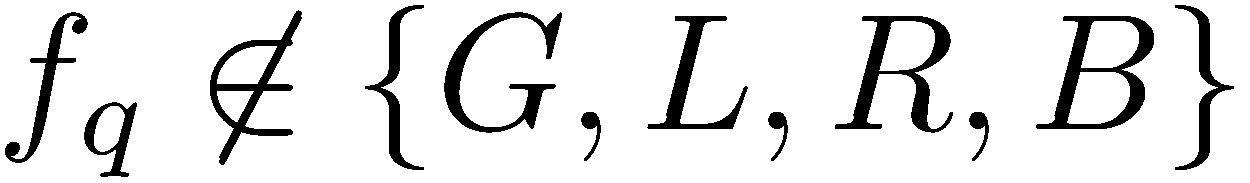 f_q ∉ {G, L, R, B}